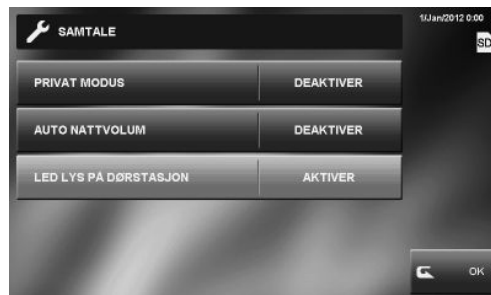 1/Jan/2012 0:00
SD
SAMTALE
PRIVAT MODUS DEAKTIVER
AUTO NATTVOLUM DEAKTIVER
LED LYS PÅ DØRSTASJON AKTIVER
OK